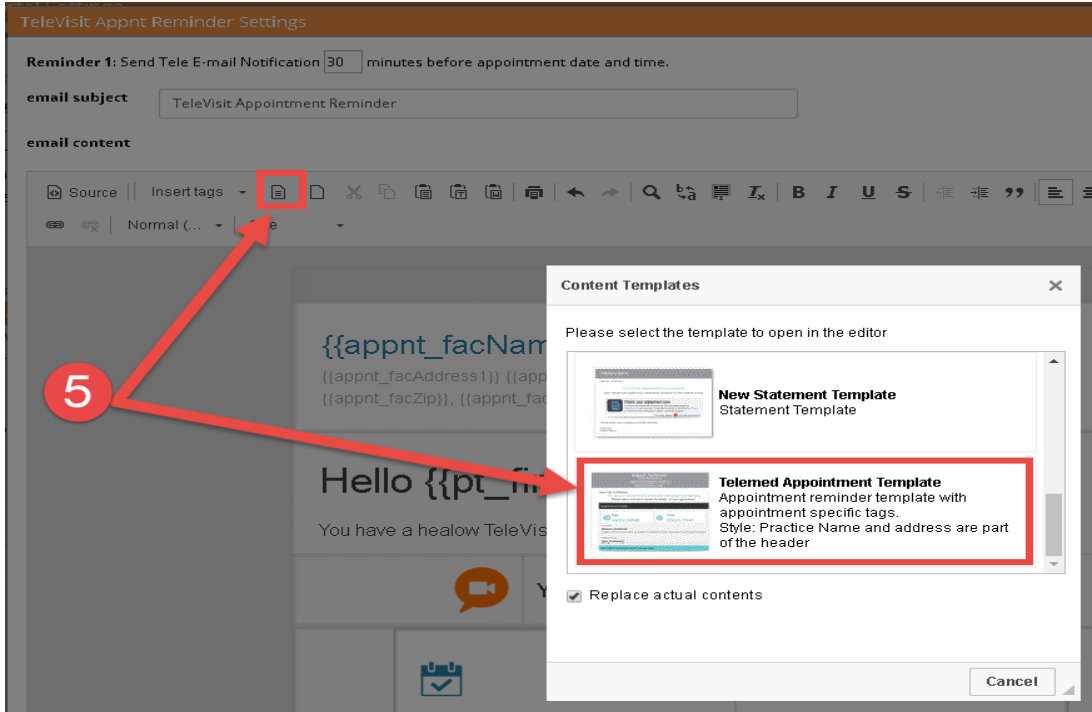 TeleVisit Appnt Reminder Settings
Reminder 1: Send Tele E-mail Notification 30 minutes before appointment date and time.
email subject TeleVisit Appointment Reminder
email content
Source Insert tags B I U S
Normal (...
5
{{appnt_facNam
{{appnt_facAddress1}} {{app
{{appnt_facZip}}, {{appnt_fac
Hello {{pt_fir
You have a healow TeleVis
Y
Content Templates
Please select the template to open in the editor
New Statement Template
Statement Template
Telemed Appointment Template
Appointment reminder template with
appointment specific tags.
Style: Practice Name and address are part
of the header
Replace actual contents
Cancel